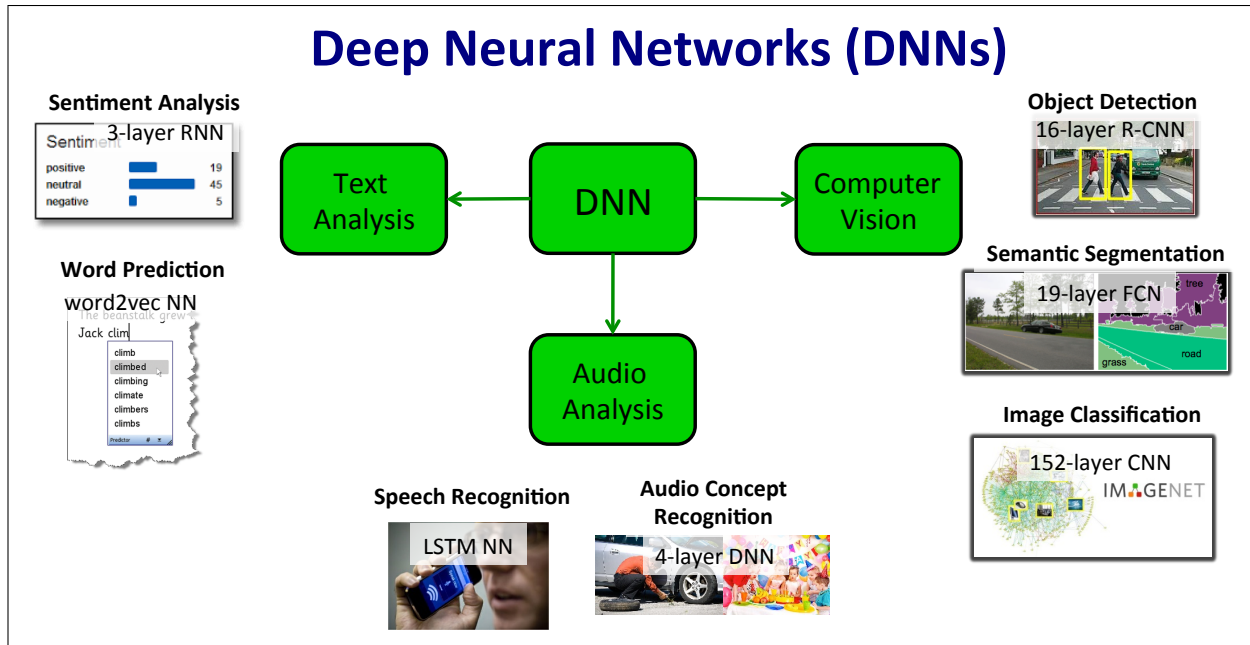 Deep Neural Networks (DNNs)
Sentiment Analysis
3-layer RNN
Sentiment
positive 19
neutral 45
negative 5
Word Prediction
word2vec NN
The beanstalk grew
Jack clim
climb
climbed
climbing
climate
climbers
climbs
Predictor #
Text
Analysis
DNN
Computer
Vision
Audio
Analysis
Speech Recognition
LSTM NN
Audio Concept
Recognition
4-layer DNN
Object Detection
16-layer R-CNN
Semantic Segmentation
19-layer FCN
tree
car
road
grass
Image Classification
152-layer CNN
IMAGENET